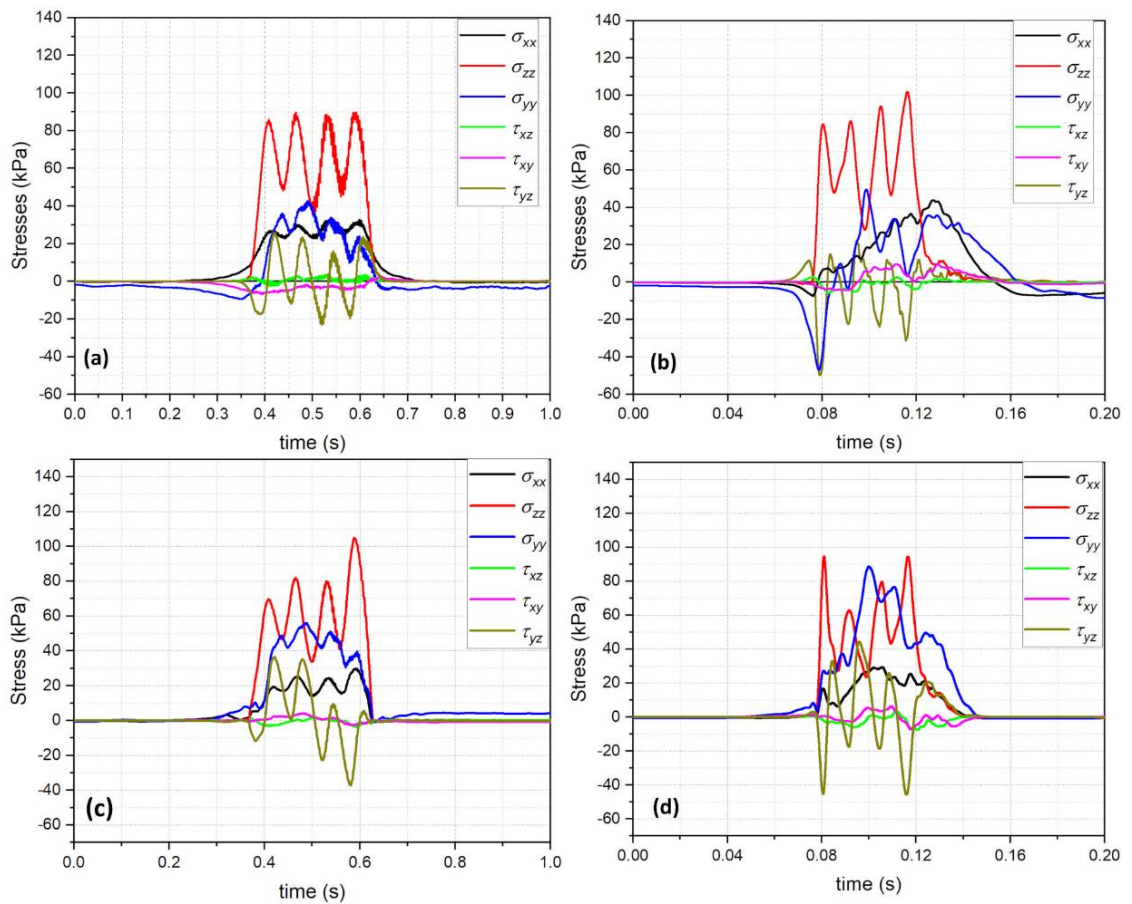 140
120
100
80
60
40
20
0
-20
-40
-60
Stresses (kPa)
0.0 0.1 0.2 0.3 0.4 0.5 0.6 0.7 0.8 0.9 1.0
time (s)
(a)
σxx
σzz
σyy
τxz
τxy
τyz
140
120
100
80
60
40
20
0
-20
-40
-60
Stresses (kPa)
0.00 0.04 0.08 0.12 0.16 0.20
time (s)
(b)
σxx
σzz
σyy
τxz
τxy
τyz
140
120
100
80
60
40
20
0
-20
-40
-60
Stress (kPa)
0.0 0.2 0.4 0.6 0.8 1.0
time (s)
(c)
σxx
σzz
σyy
τxz
τxy
τyz
140
120
100
80
60
40
20
0
-20
-40
-60
Stress (kPa)
0.00 0.04 0.08 0.12 0.16 0.20
time (s)
(d)
σxx
σzz
σyy
τxz
τxy
τyz